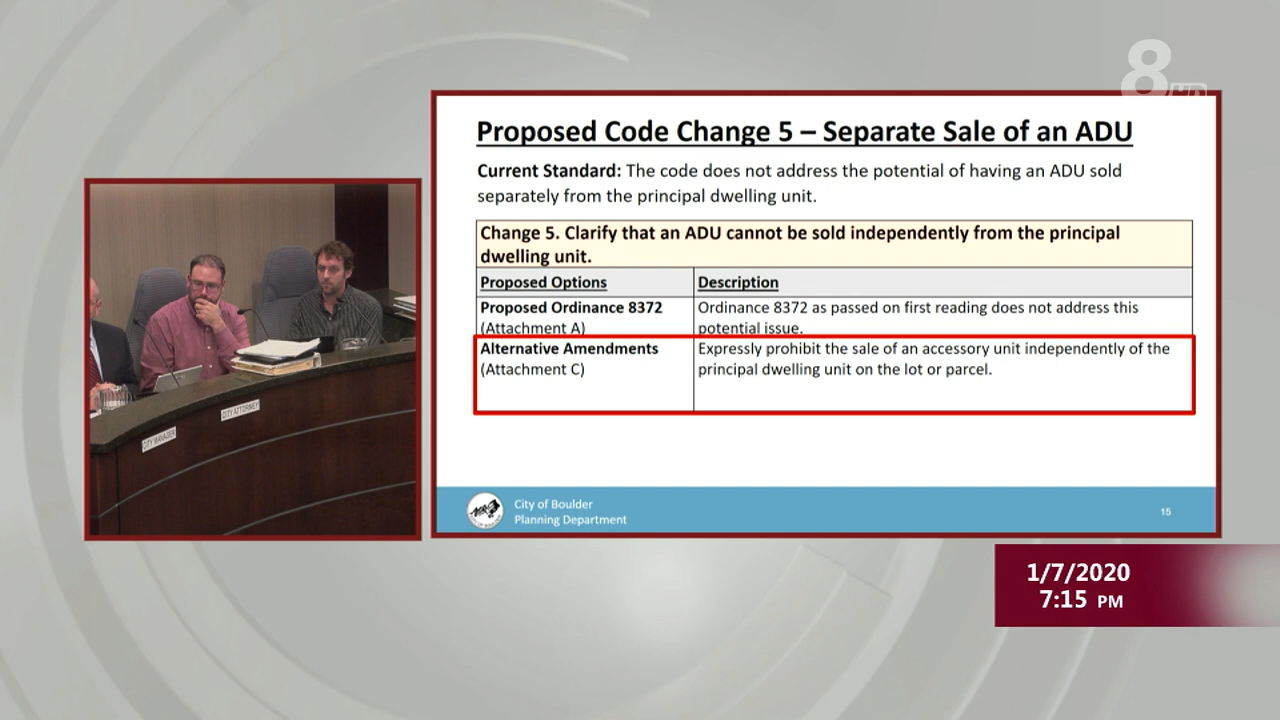 8
HD
Proposed Code Change 5 – Separate Sale of an ADU
Current Standard: The code does not address the potential of having an ADU sold
separately from the principal dwelling unit.
Change 5. Clarify that an ADU cannot be sold independently from the principal
dwelling unit.
Proposed Options
Description
Proposed Ordinance 8372
(Attachment A)
Ordinance 8372 as passed on first reading does not address this
potential issue.
Alternative Amendments
(Attachment C)
Expressly prohibit the sale of an accessory unit independently of the
principal dwelling unit on the lot or parcel.
CITY MANAGER
CITY ATTORNEY
City of Boulder
Planning Department
15
1/7/2020
7:15 PM